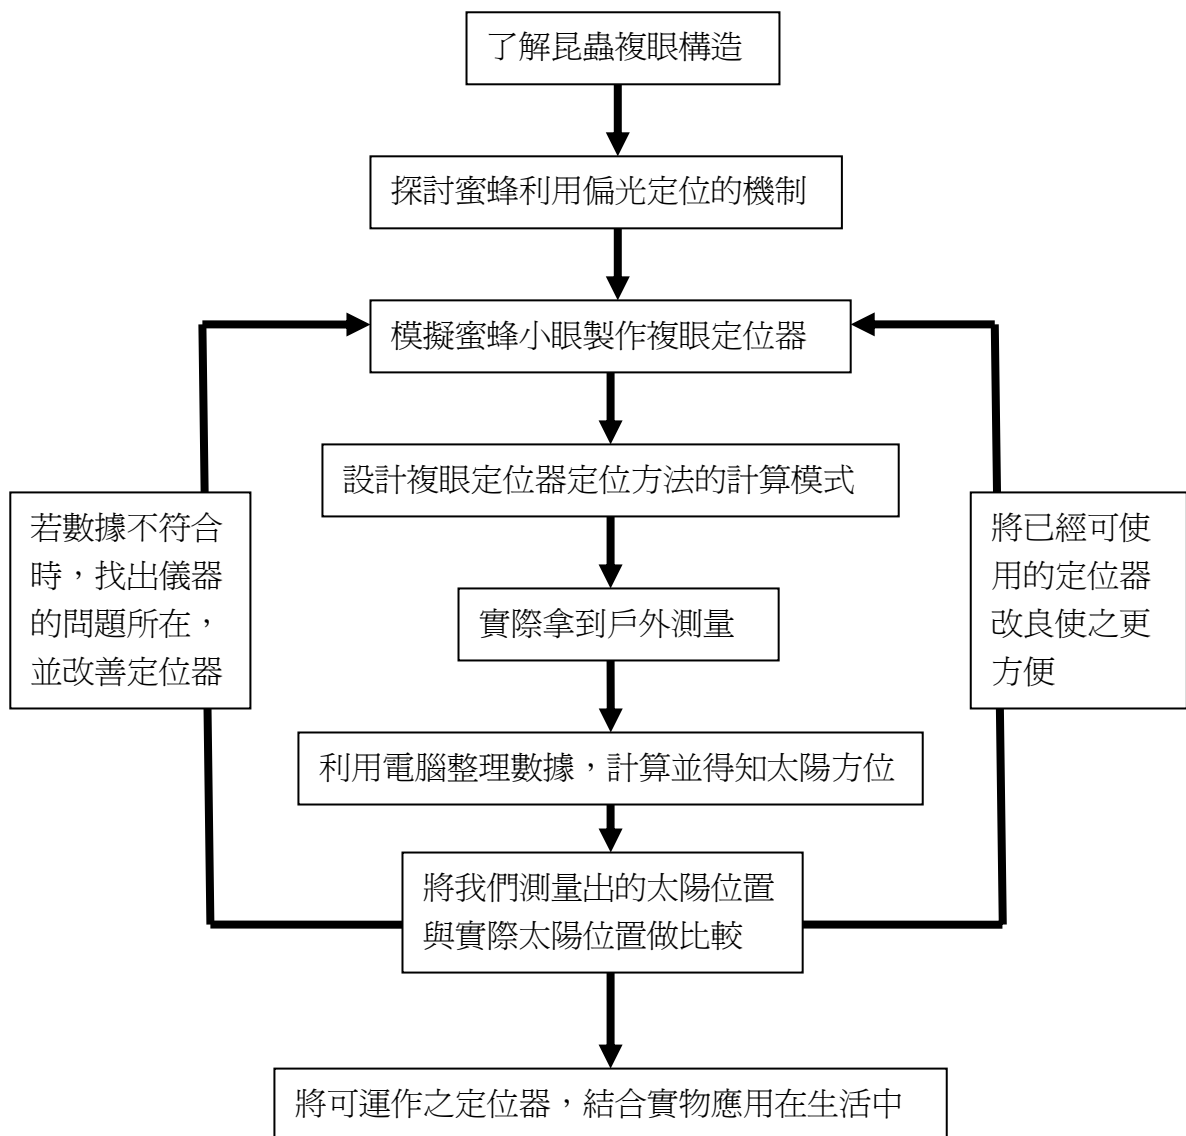 了解昆蟲複眼構造
探討蜜蜂利用偏光定位的機制
模擬蜜蜂小眼製作複眼定位器
設計複眼定位器定位方法的計算模式
若數據不符合
時，找出儀器
的問題所在，
並改善定位器
將已經可使
用的定位器
改良使之更
方便
實際拿到戶外測量
利用電腦整理數據，計算並得知太陽方位
將我們測量出的太陽位置
與實際太陽位置做比較
將可運作之定位器，結合實物應用在生活中